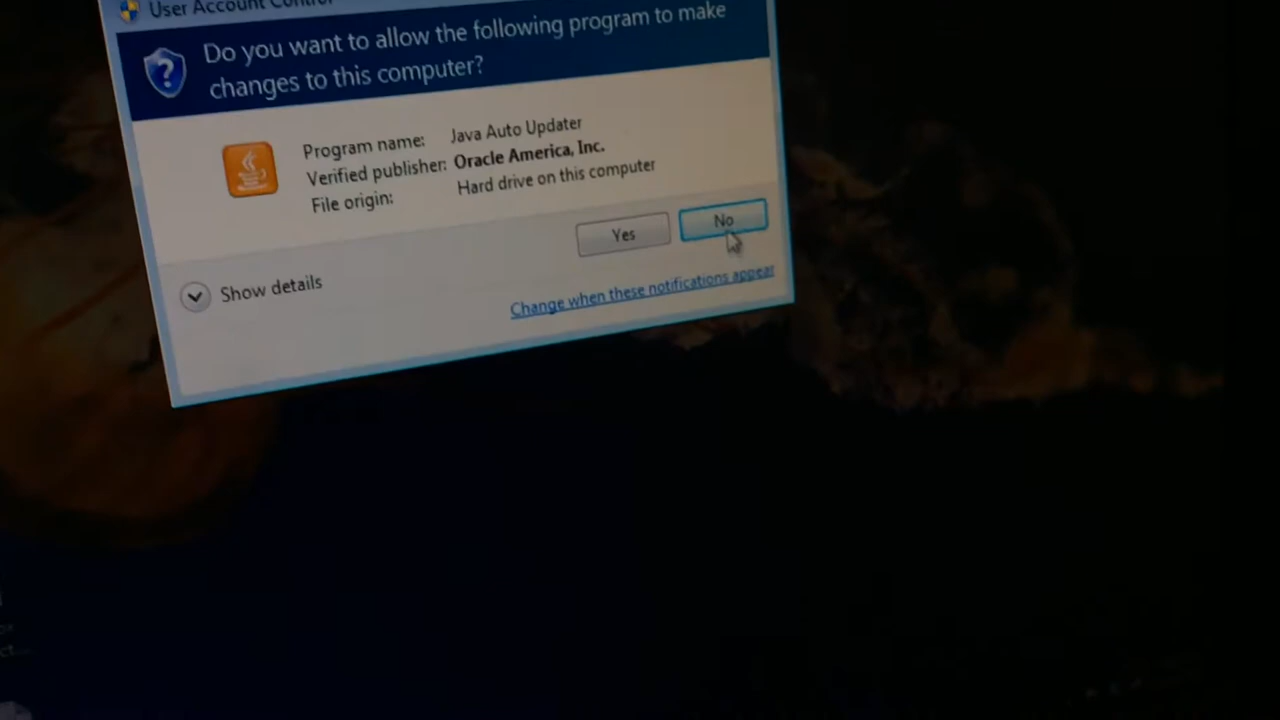 User Account Control
Do you want to allow the following program to make
changes to this computer?
Program name: Java Auto Updater
Verified publisher: Oracle America, Inc.
File origin: Hard drive on this computer
Yes No
Show details
Change when these notifications appear